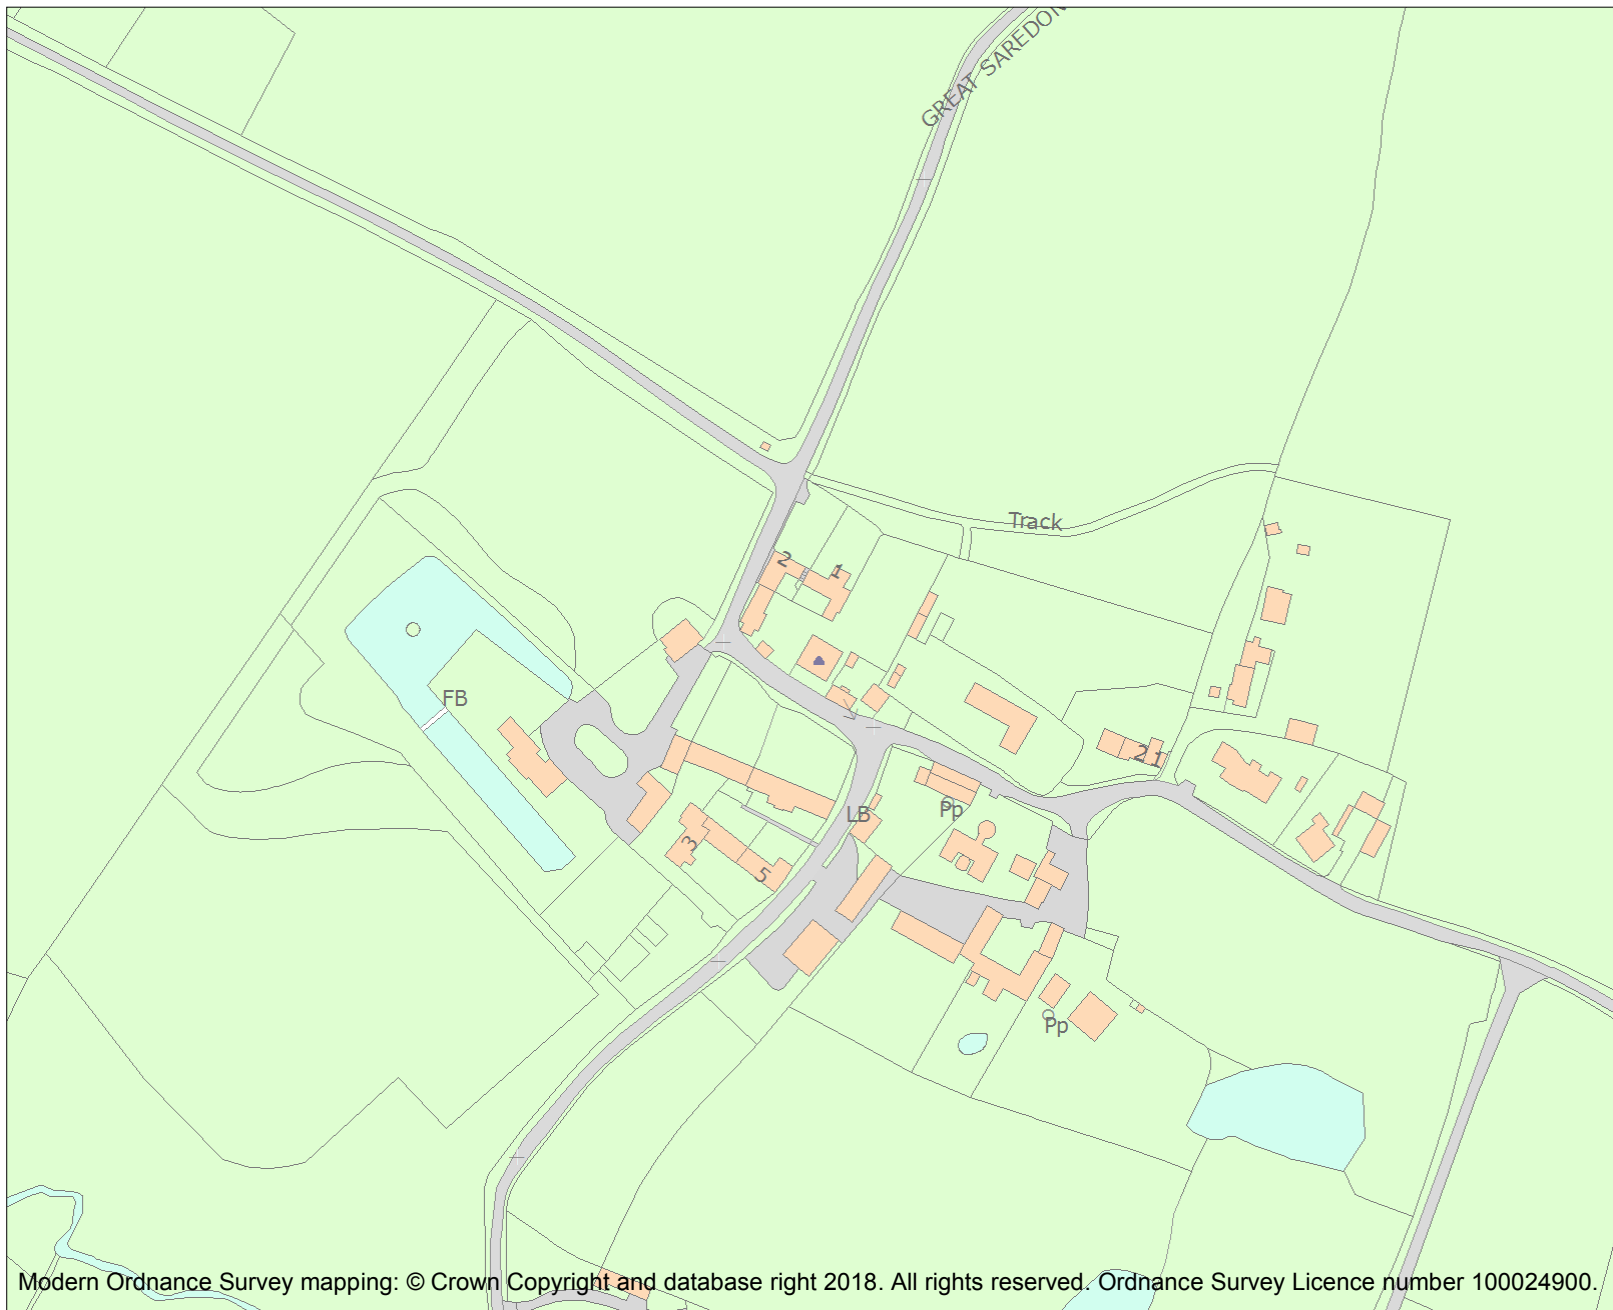 GREAT SAREDON
Track
2
1
FB
2
1
LB
Pp
3
5
Pp
Modern Ordnance Survey mapping: © Crown Copyright and database right 2018. All rights reserved. Ordnance Survey Licence number 100024900.